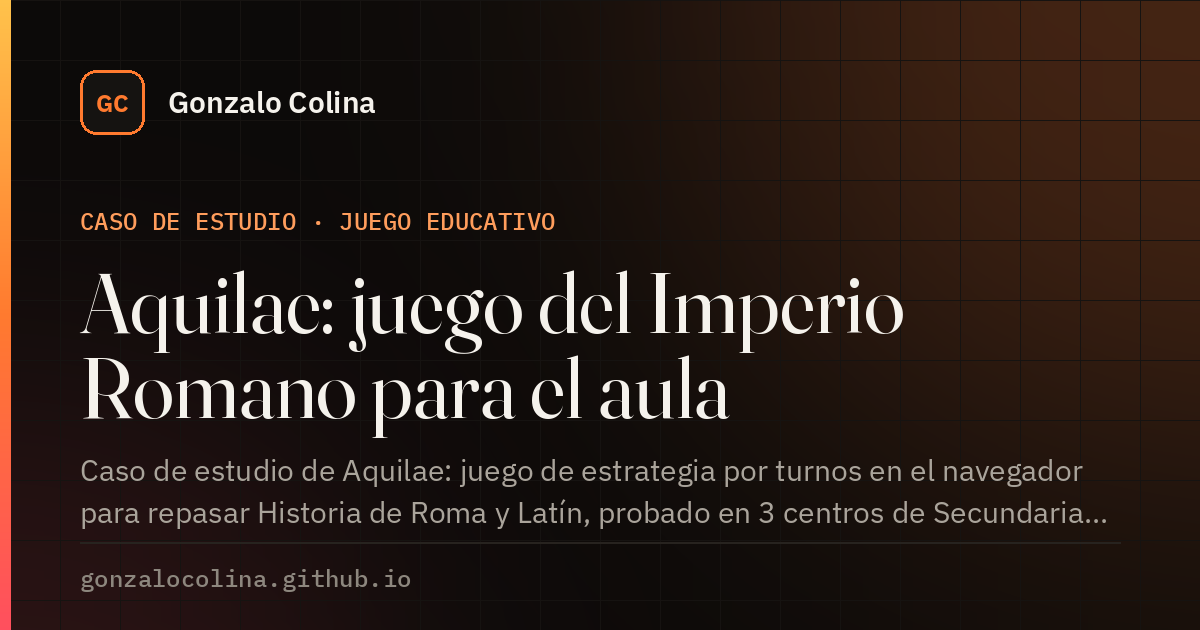 GC
Gonzalo Colina
CASO DE ESTUDIO · JUEGO EDUCATIVO
Aquilae: juego del Imperio
Romano para el aula
Caso de estudio de Aquilae: juego de estrategia por turnos en el navegador
para repasar Historia de Roma y Latín, probado en 3 centros de Secundaria...
gonzalocolina.github.io